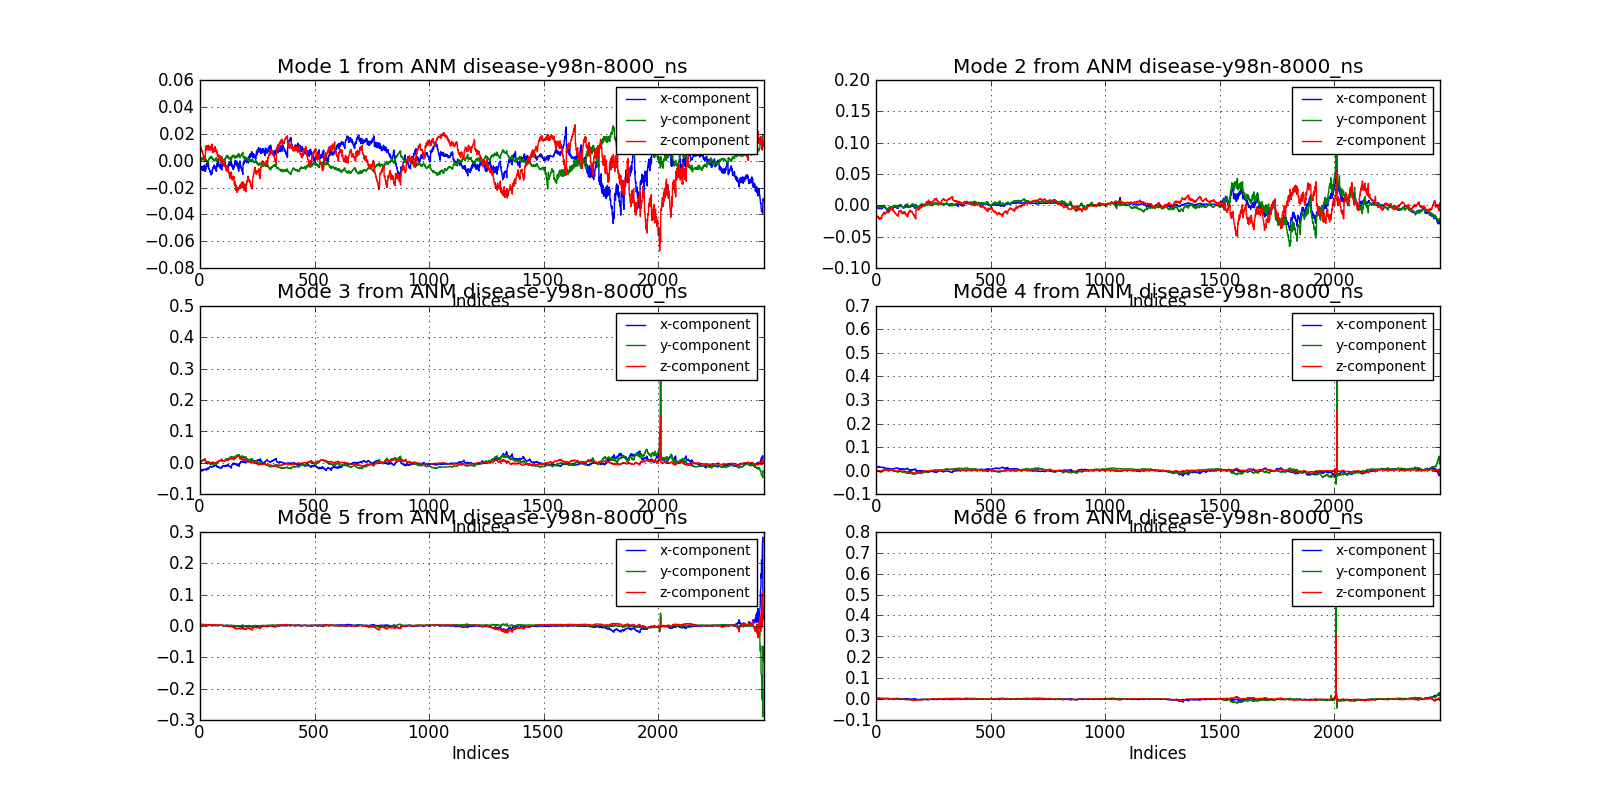 Mode 1 from ANM disease-y98n-8000_ns
0.06
0.04
0.02
0.00
−0.02
−0.04
−0.06
−0.08
x-component
y-component
z-component
0 500 1000 1500 2000
Indices
Mode 2 from ANM disease-y98n-8000_ns
0.20
0.15
0.10
0.05
0.00
−0.05
−0.10
x-component
y-component
z-component
0 500 1000 1500 2000
Indices
Mode 3 from ANM disease-y98n-8000_ns
0.5
0.4
0.3
0.2
0.1
0.0
−0.1
x-component
y-component
z-component
0 500 1000 1500 2000
Indices
Mode 4 from ANM disease-y98n-8000_ns
0.7
0.6
0.5
0.4
0.3
0.2
0.1
0.0
−0.1
x-component
y-component
z-component
0 500 1000 1500 2000
Indices
Mode 5 from ANM disease-y98n-8000_ns
0.3
0.2
0.1
0.0
−0.1
−0.2
−0.3
x-component
y-component
z-component
0 500 1000 1500 2000
Indices
Mode 6 from ANM disease-y98n-8000_ns
0.8
0.7
0.6
0.5
0.4
0.3
0.2
0.1
0.0
−0.1
x-component
y-component
z-component
0 500 1000 1500 2000
Indices